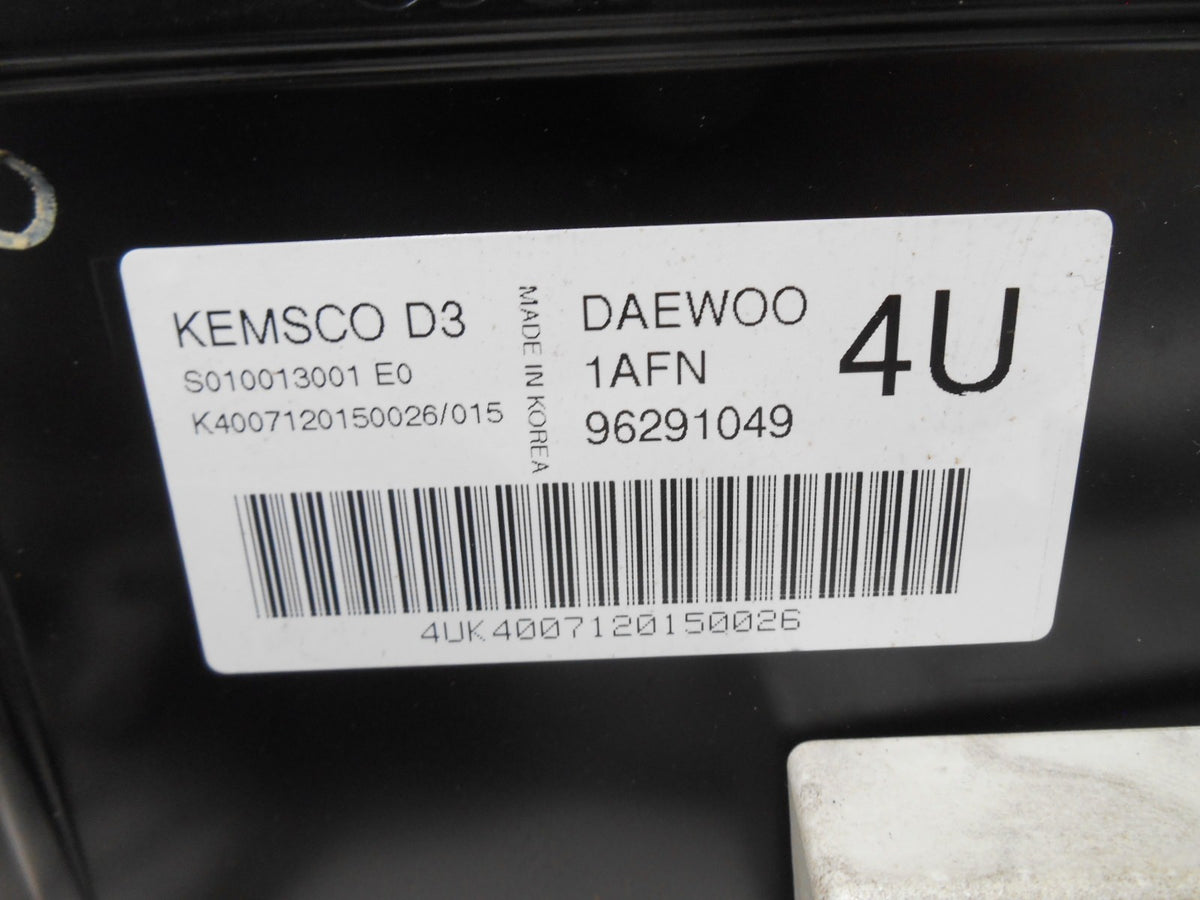 KEMSCO D3
S010013001 E0
K4007120150026/015
MADE IN KOREA
DAEWOO
1AFN
96291049
4U
4UK4007120150026